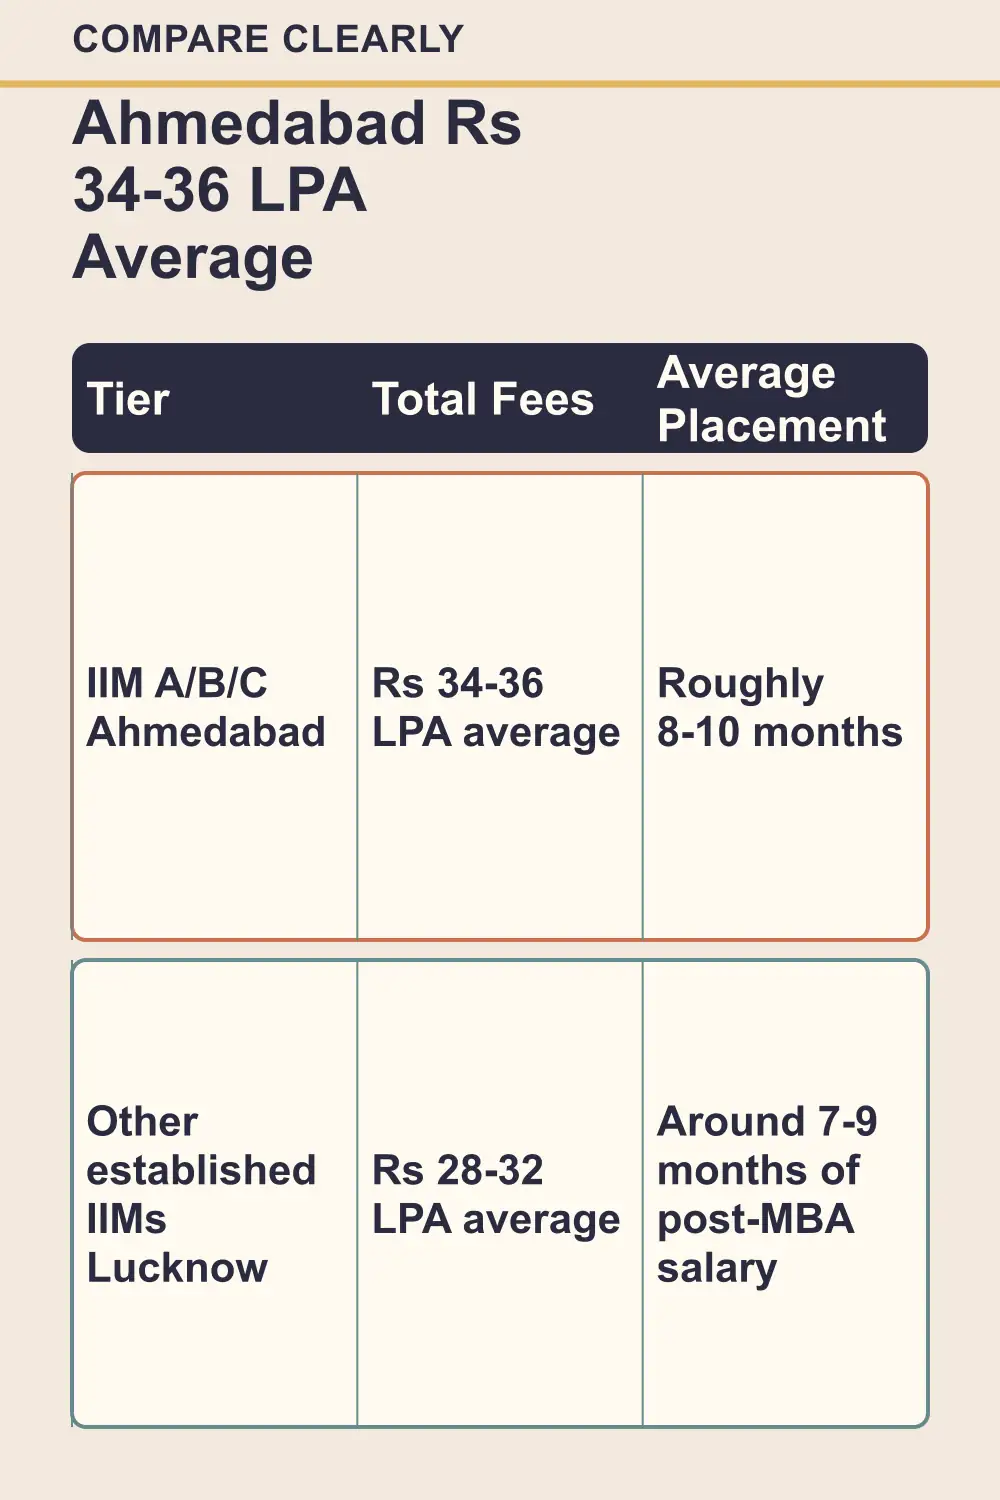 COMPARE CLEARLY
Ahmedabad Rs
34-36 LPA
Average
Tier
Total Fees
Average
Placement
IIM A/B/C
Ahmedabad
Rs 34-36
LPA average
Roughly
8-10 months
Other
established
IIMs
Lucknow
Rs 28-32
LPA average
Around 7-9
months of
post-MBA
salary